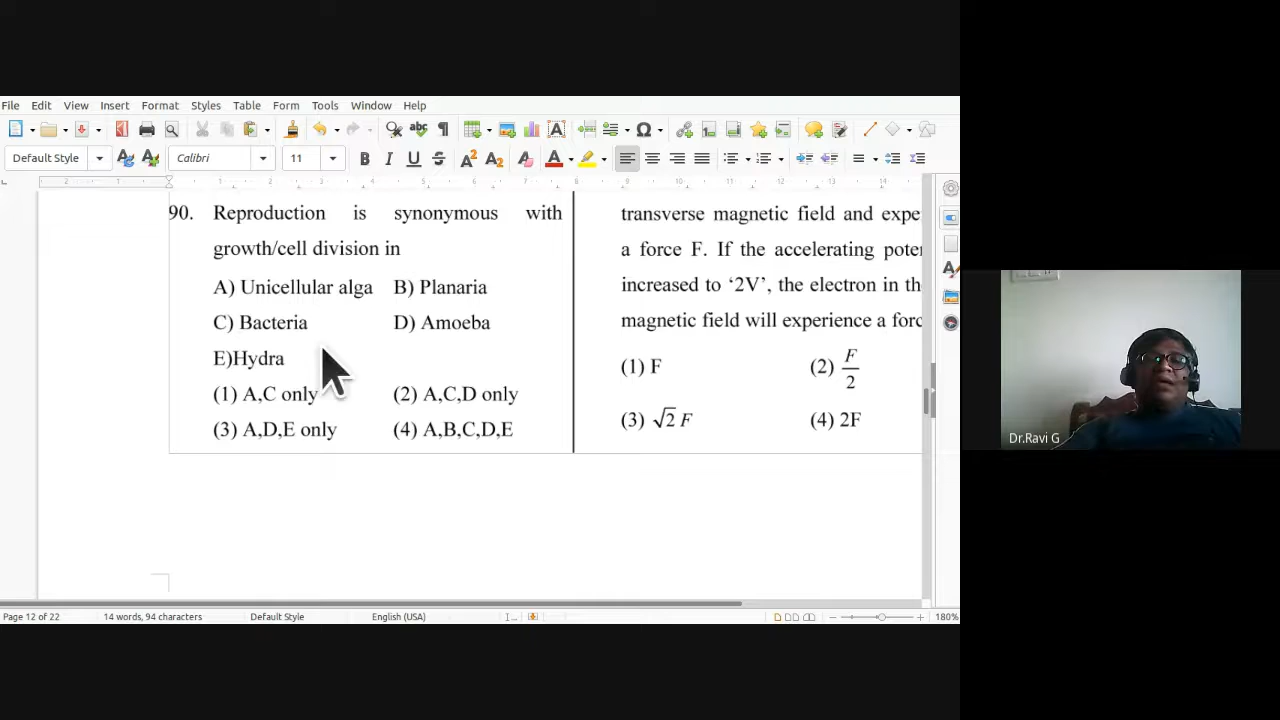 File Edit View Insert Format Styles Table Form Tools Window Help
Default Style Calibri 11
90. Reproduction is synonymous with
growth/cell division in
A) Unicellular alga B) Planaria
C) Bacteria D) Amoeba
E)Hydra
(1) A,C only (2) A,C,D only
(3) A,D,E only (4) A,B,C,D,E
transverse magnetic field and expe
a force F. If the accelerating poter
increased to ‘2V’, the electron in th
magnetic field will experience a forc
(1) F (2) F/2
(3) √2 F (4) 2F
Dr.Ravi G
Page 12 of 22 14 words, 94 characters Default Style English (USA) 180%